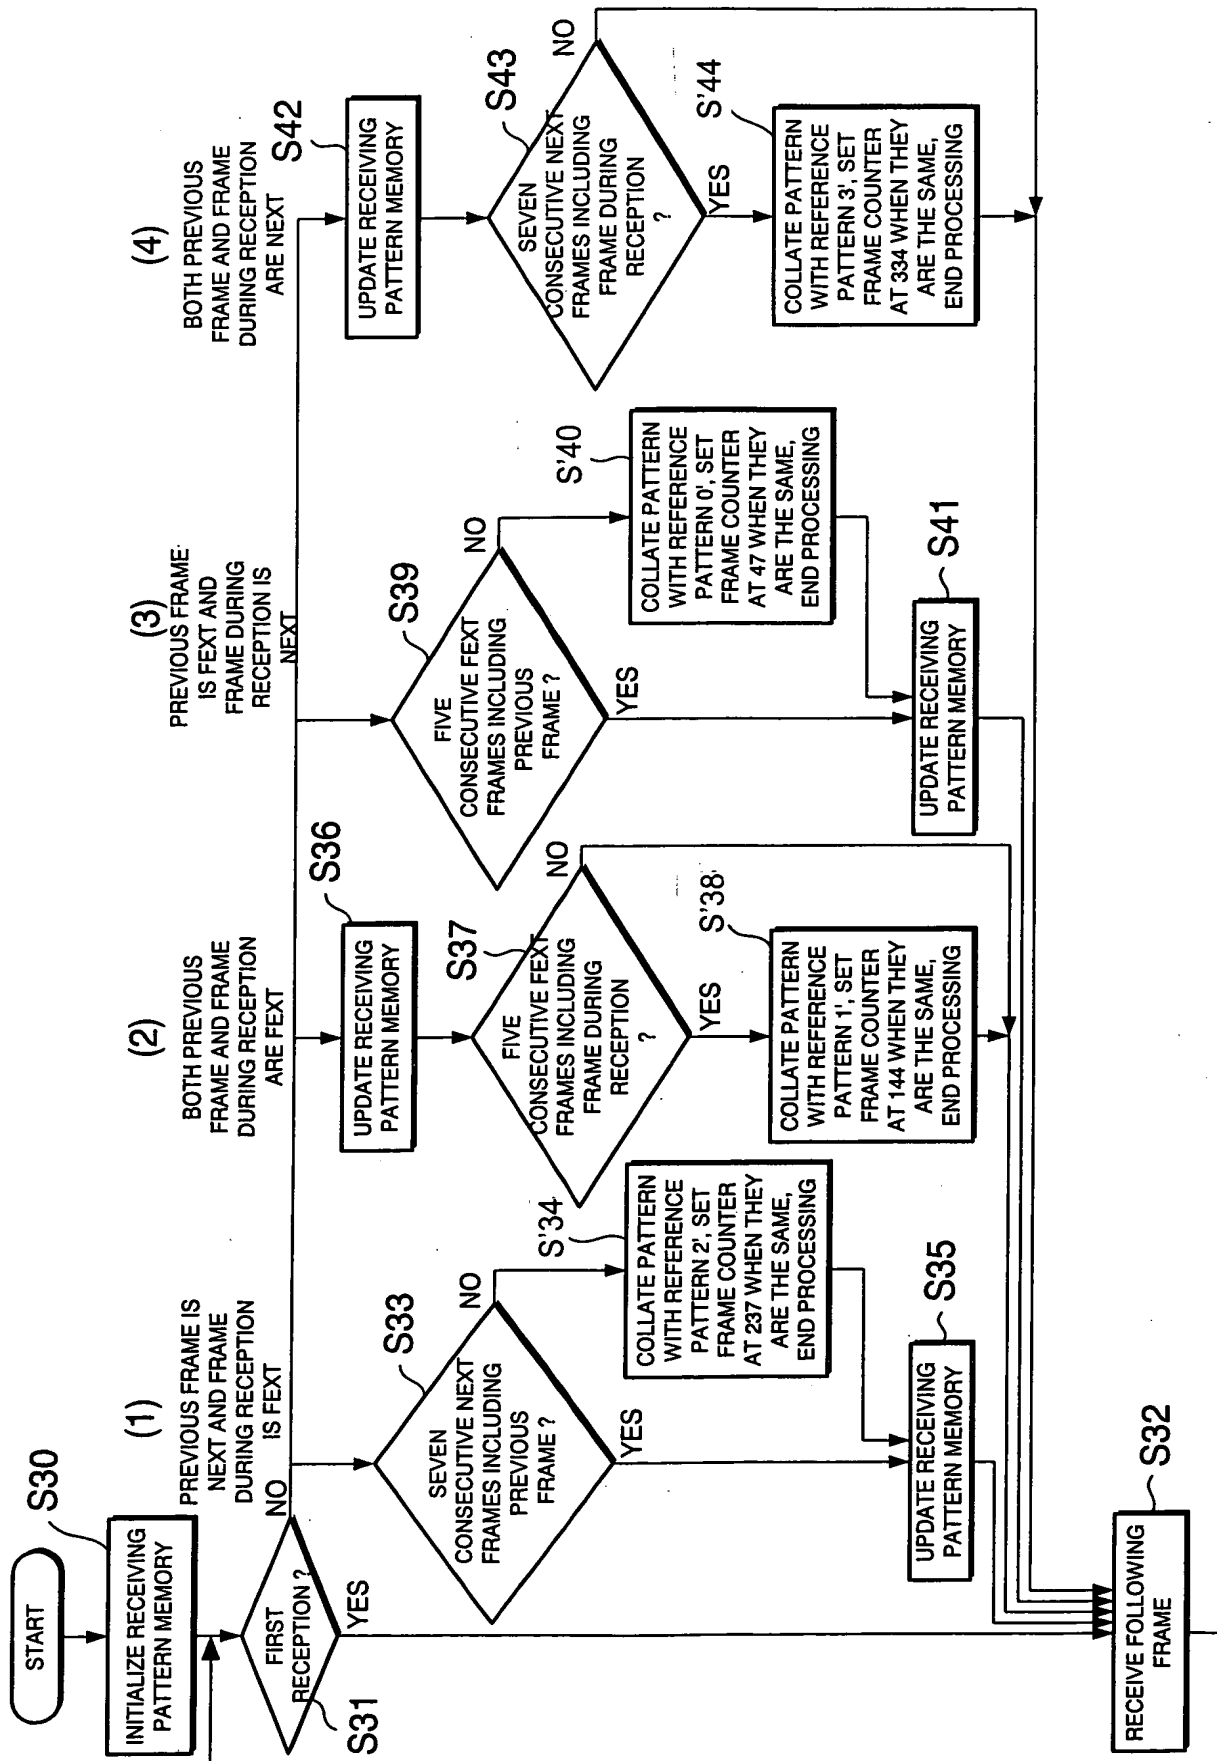 START
S30
INITIALIZE RECEIVING
PATTERN MEMORY
FIRST
RECEPTION ?
S31
NO
YES
(1)
PREVIOUS FRAME IS
NEXT AND FRAME
DURING RECEPTION
IS FEXT
S33
SEVEN
CONSECUTIVE NEXT
FRAMES INCLUDING
PREVIOUS
FRAME ?
NO
YES
S'34
COLLATE PATTERN
WITH REFERENCE
PATTERN 2', SET
FRAME COUNTER
AT 237 WHEN THEY
ARE THE SAME,
END PROCESSING
S35
UPDATE RECEIVING
PATTERN MEMORY
(2)
BOTH PREVIOUS
FRAME AND FRAME
DURING RECEPTION
ARE FEXT
S36
UPDATE RECEIVING
PATTERN MEMORY
S37
FIVE
CONSECUTIVE FEXT
FRAMES INCLUDING
FRAME DURING
RECEPTION
?
NO
YES
S'38
COLLATE PATTERN
WITH REFERENCE
PATTERN 1', SET
FRAME COUNTER
AT 144 WHEN THEY
ARE THE SAME,
END PROCESSING
(3)
PREVIOUS FRAME
IS FEXT AND
FRAME DURING
RECEPTION IS
NEXT
S39
FIVE
CONSECUTIVE FEXT
FRAMES INCLUDING
PREVIOUS
FRAME ?
NO
YES
S'40
COLLATE PATTERN
WITH REFERENCE
PATTERN 0', SET
FRAME COUNTER
AT 47 WHEN THEY
ARE THE SAME,
END PROCESSING
S41
UPDATE RECEIVING
PATTERN MEMORY
(4)
BOTH PREVIOUS
FRAME AND FRAME
DURING RECEPTION
ARE NEXT
S42
UPDATE RECEIVING
PATTERN MEMORY
S43
SEVEN
CONSECUTIVE NEXT
FRAMES INCLUDING
FRAME DURING
RECEPTION
?
NO
YES
S'44
COLLATE PATTERN
WITH REFERENCE
PATTERN 3', SET
FRAME COUNTER
AT 334 WHEN THEY
ARE THE SAME,
END PROCESSING
S32
RECEIVE FOLLOWING
FRAME